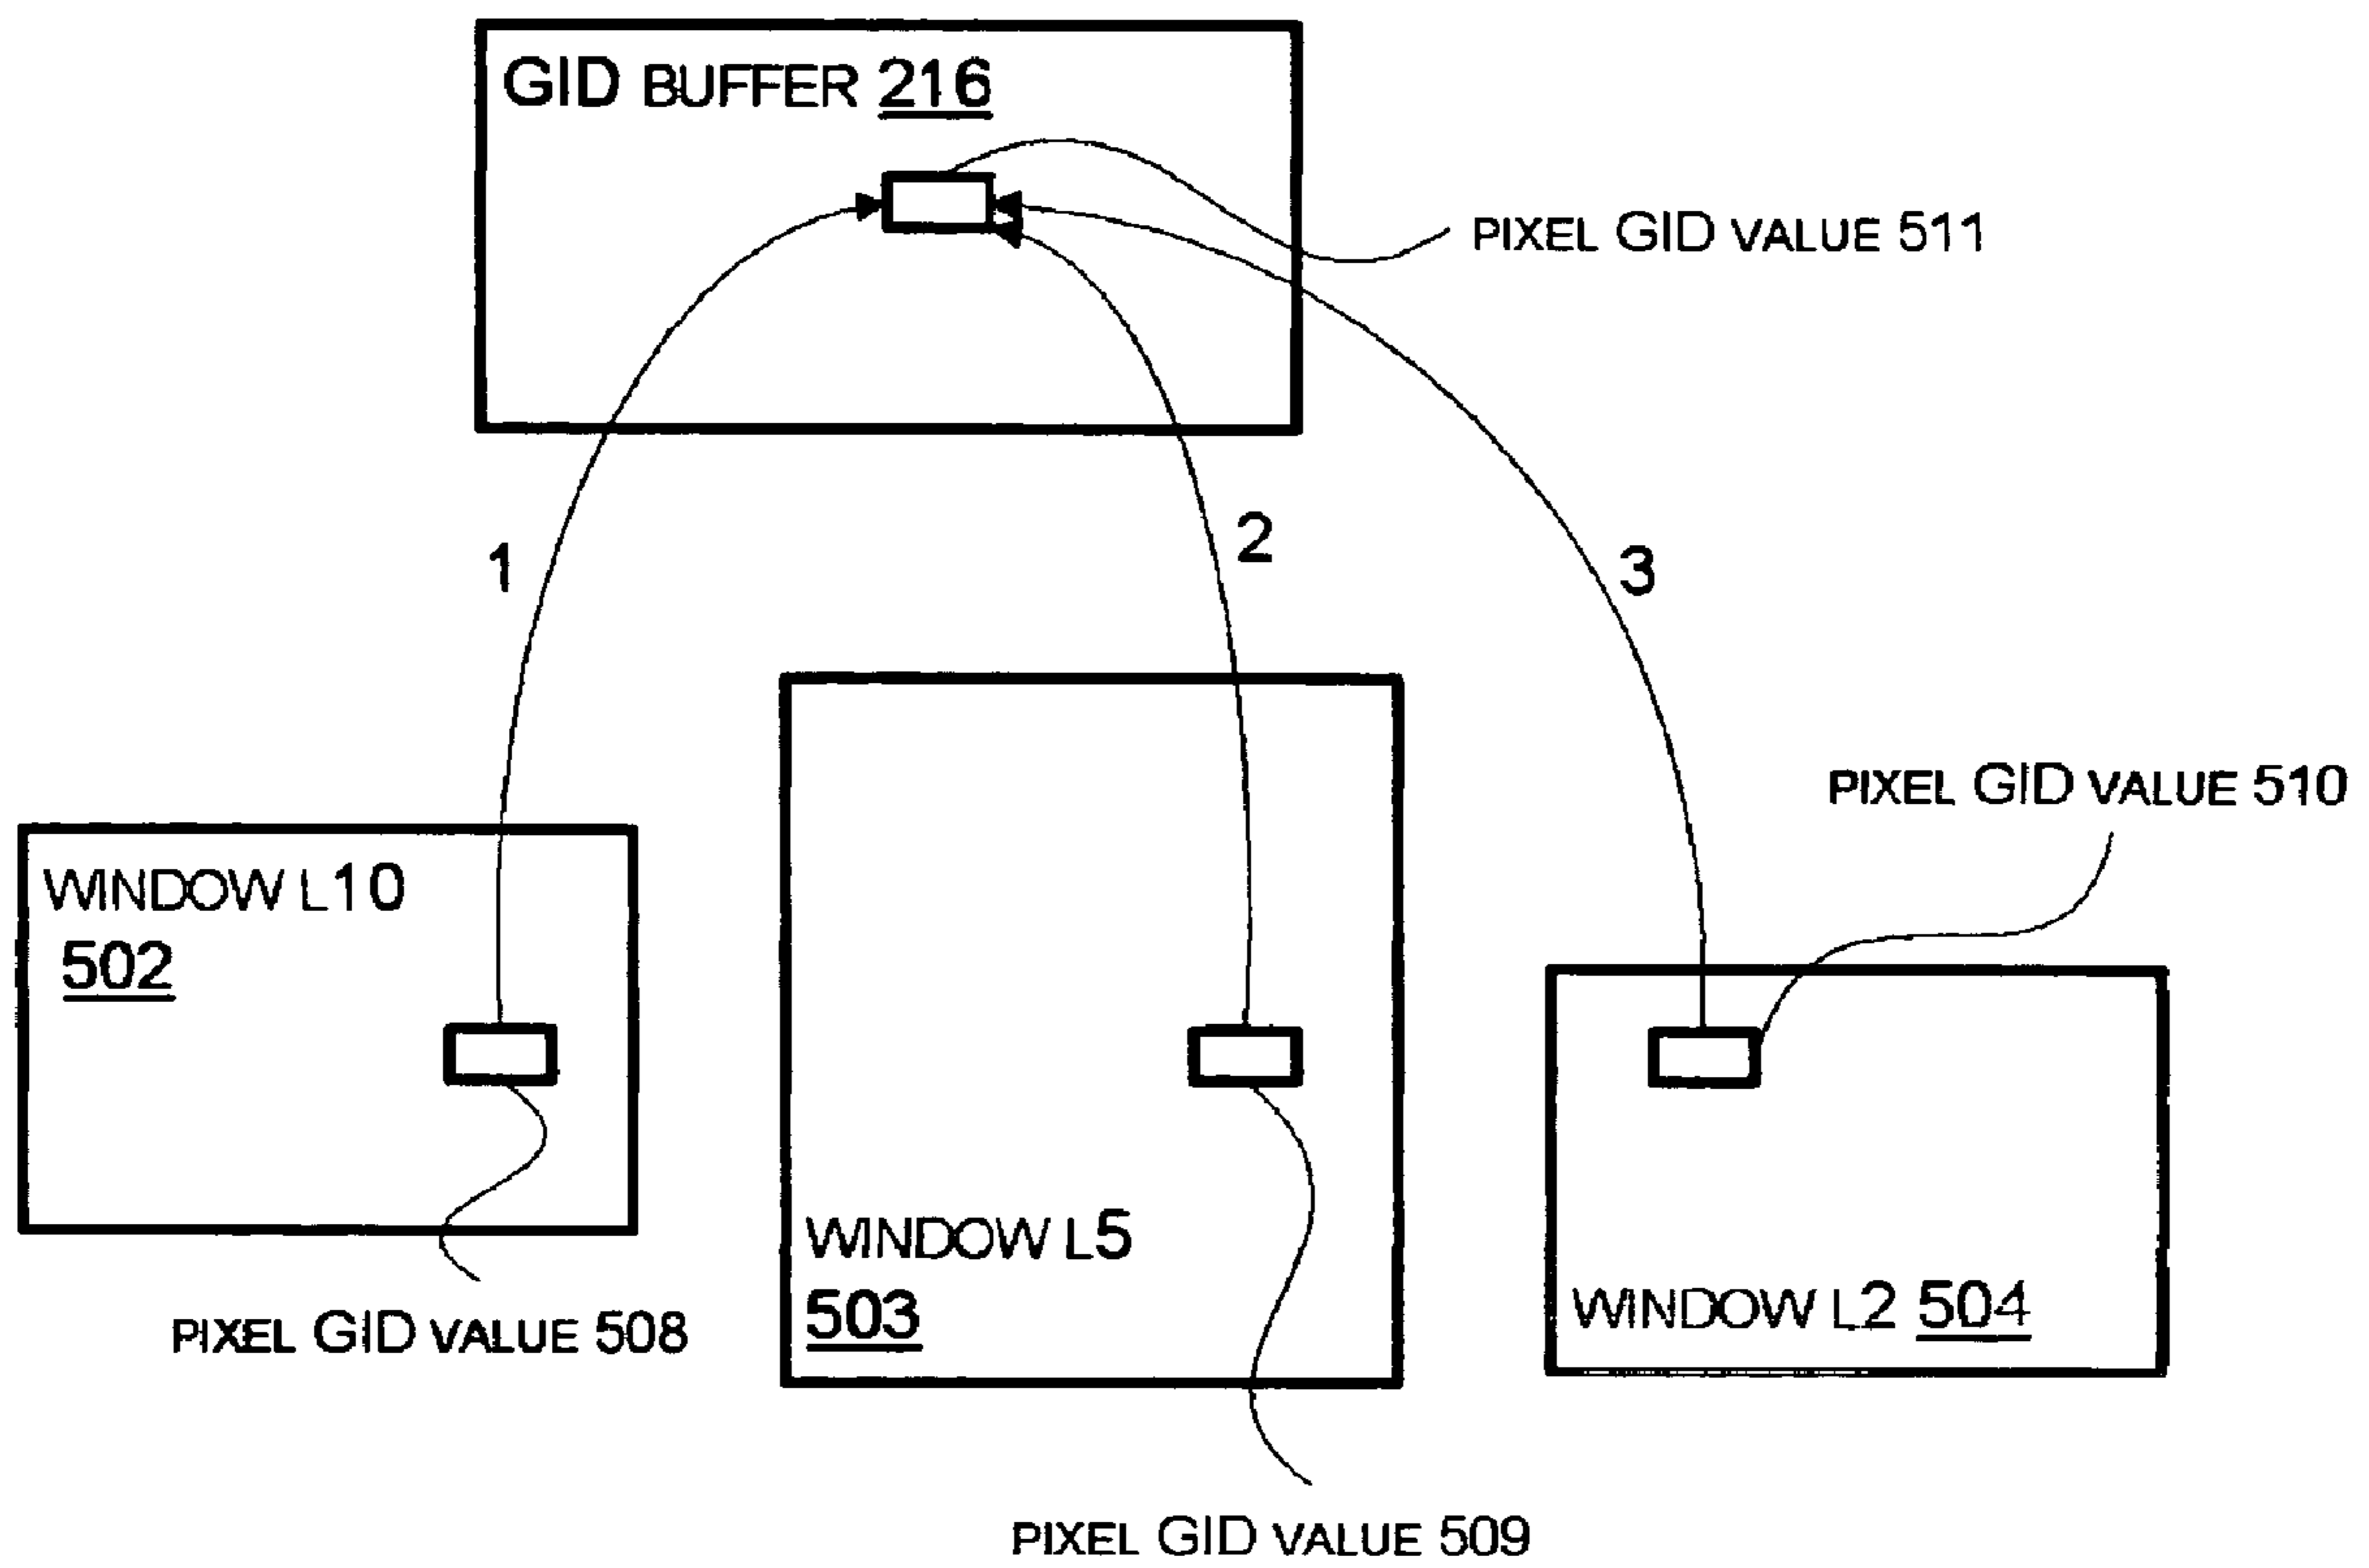 GID BUFFER 216
PIXEL GID VALUE 511
1
2
3
PIXEL GID VALUE 510
WINDOW L10
502
WINDOW L5
503
WINDOW L2 504
PIXEL GID VALUE 508
PIXEL GID VALUE 509